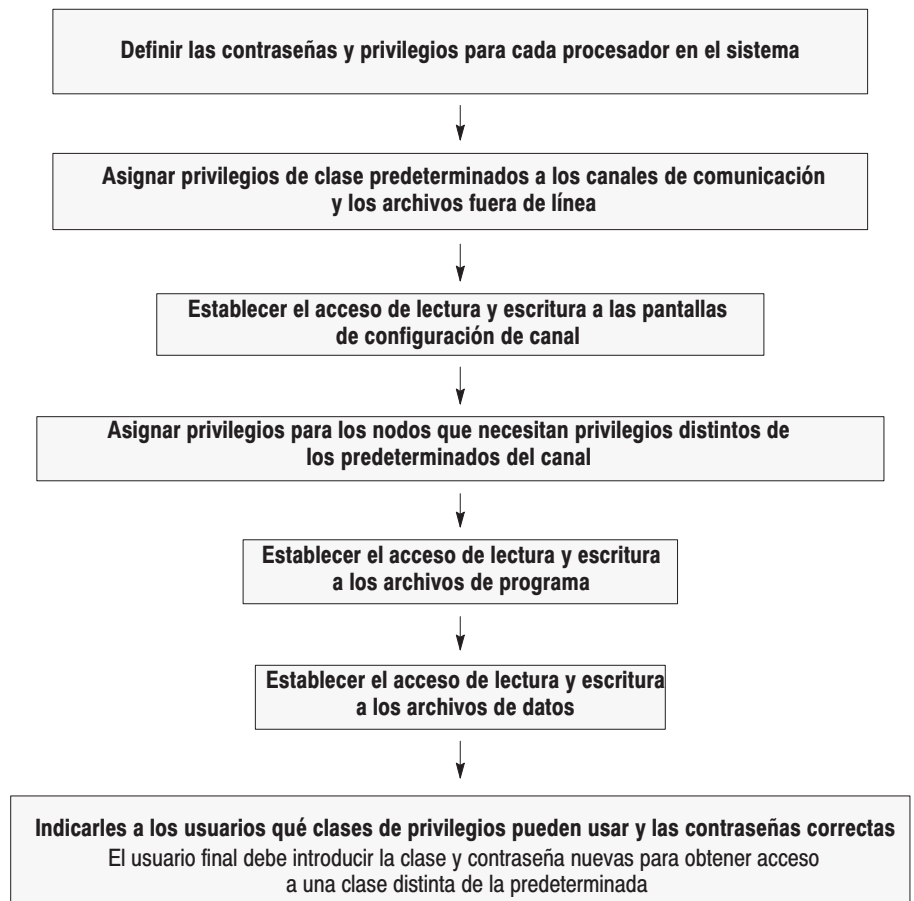 Definir las contraseñas y privilegios para cada procesador en el sistema
Asignar privilegios de clase predeterminados a los canales de comunicación
y los archivos fuera de línea
Establecer el acceso de lectura y escritura a las pantallas
de configuración de canal
Asignar privilegios para los nodos que necesitan privilegios distintos de
los predeterminados del canal
Establecer el acceso de lectura y escritura
a los archivos de programa
Establecer el acceso de lectura y escritura
a los archivos de datos
Indicarles a los usuarios qué clases de privilegios pueden usar y las contraseñas correctas
El usuario final debe introducir la clase y contraseña nuevas para obtener acceso
a una clase distinta de la predeterminada